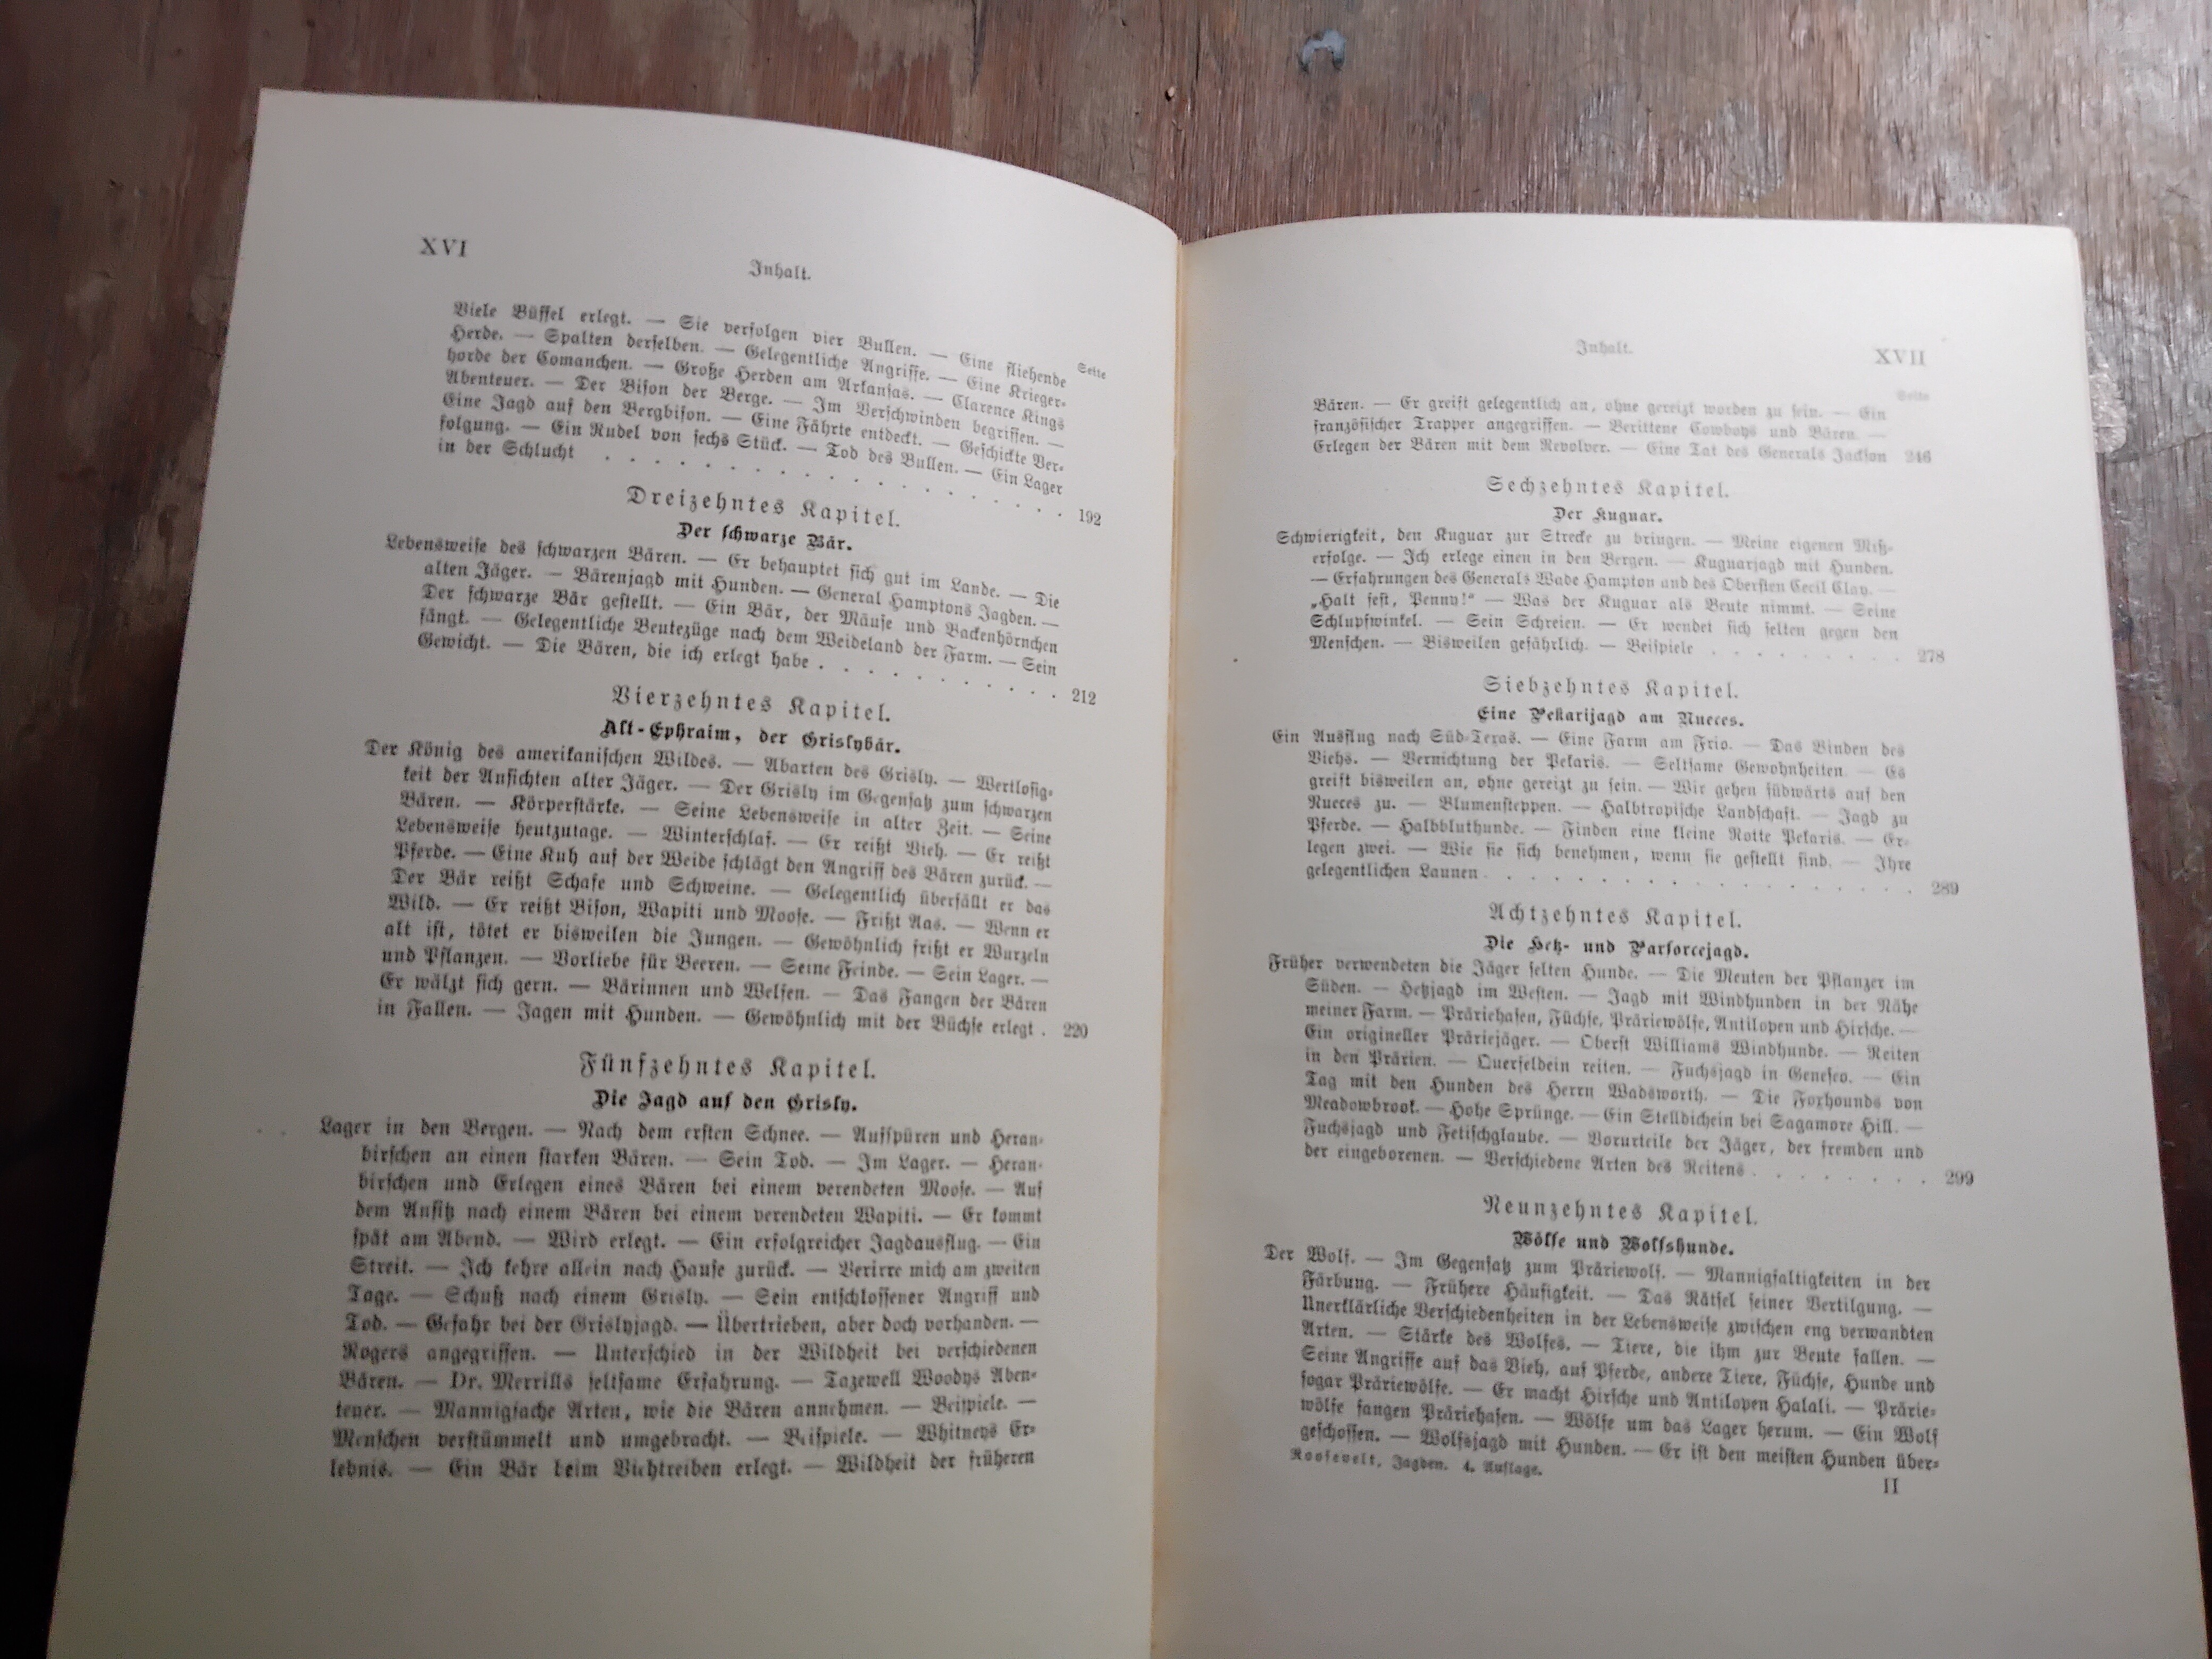 XVI
Inhalt.
Seite
Viele Büffel erlegt. — Sie verfolgen vier Bullen. — Eine fliehende
Herde. — Spalten derselben. — Gelegentliche Angriffe. — Eine Krieger-
horde der Comanchen. — Große Herden am Arkansas. — Clarence Kings
Abenteuer. — Der Bison der Berge. — Im Verschwinden begriffen. —
Eine Jagd auf den Bergbison. — Eine Fährte entdeckt. — Geschickte Ver-
folgung. — Ein Rudel von sechs Stück. — Tod des Bullen. — Ein Lager
in der Schlucht . . . . . . . . . . . . . . . . . 192
Dreizehntes Kapitel.
Der schwarze Bär.
Lebensweise des schwarzen Bären. — Er behauptet sich gut im Lande. — Die
alten Jäger. — Bärenjagd mit Hunden. — General Hamptons Jagden. —
Der schwarze Bär gestellt. — Ein Bär, der Mäuse und Backenhörnchen
fängt. — Gelegentliche Beutezüge nach dem Weideland der Farm. — Sein
Gewicht. — Die Bären, die ich erlegt habe . . . . . . . . . . 212
Vierzehntes Kapitel.
Alt-Ephraim, der Grislybär.
Der König des amerikanischen Wildes. — Abarten des Grisly. — Wertlosig-
keit der Ansichten alter Jäger. — Der Grisly im Gegensatz zum schwarzen
Bären. — Körperstärke. — Seine Lebensweise in alter Zeit. — Seine
Lebensweise heutzutage. — Winterschlaf. — Er reißt Vieh. — Er reißt
Pferde. — Eine Kuh auf der Weide schlägt den Angriff des Bären zurück. —
Der Bär reißt Schafe und Schweine. — Gelegentlich überfällt er das
Wild. — Er reißt Bison, Wapiti und Moose. — Frißt Aas. — Wenn er
alt ist, tötet er bisweilen die Jungen. — Gewöhnlich frißt er Wurzeln
und Pflanzen. — Vorliebe für Beeren. — Seine Feinde. — Sein Lager. —
Er wälzt sich gern. — Bärinnen und Welfen. — Das Fangen der Bären
in Fallen. — Jagen mit Hunden. — Gewöhnlich mit der Büchse erlegt . 220
Fünfzehntes Kapitel.
Die Jagd auf den Grisly.
Lager in den Bergen. — Nach dem ersten Schnee. — Aufspüren und Heran-
birschen an einen starken Bären. — Sein Tod. — Im Lager. — Heran-
birschen und Erlegen eines Bären bei einem verendeten Moose. — Auf
dem Ansitz nach einem Bären bei einem verendeten Wapiti. — Er kommt
spät am Abend. — Wird erlegt. — Ein erfolgreicher Jagdausflug. — Ein
Streit. — Ich kehre allein nach Hause zurück. — Verirre mich am zweiten
Tage. — Schuß nach einem Grisly. — Sein entschlossener Angriff und
Tod. — Gefahr bei der Grislyjagd. — Übertrieben, aber doch vorhanden. —
Rogers angegriffen. — Unterschied in der Wildheit bei verschiedenen
Bären. — Dr. Merrills seltsame Erfahrung. — Tazewell Woodys Aben-
teuer. — Mannigfache Arten, wie die Bären annehmen. — Beispiele. —
Menschen verstümmelt und umgebracht. — Beispiele. — Whitneys Er-
lebnis. — Ein Bär beim Viehtreiben erlegt. — Wildheit der früheren
Inhalt.
XVII
Seite
Bären. — Er greift gelegentlich an, ohne gereizt worden zu sein. — Ein
französischer Trapper angegriffen. — Berittene Cowboys und Bären. —
Erlegen der Bären mit dem Revolver. — Eine Tat des Generals Jackson 246
Sechzehntes Kapitel.
Der Kuguar.
Schwierigkeit, den Kuguar zur Strecke zu bringen. — Meine eigenen Miß-
erfolge. — Ich erlege einen in den Bergen. — Kuguarjagd mit Hunden.
— Erfahrungen des Generals Wade Hampton and des Obersten Cecil Clay. —
„Halt fest, Penny!“ — Was der Kuguar als Beute nimmt. — Seine
Schlupfwinkel. — Sein Schreien. — Er wendet sich selten gegen den
Menschen. — Bisweilen gefährlich. — Beispiele . . . . . . . . . 278
Siebzehntes Kapitel.
Eine Pekarijagd am Nueces.
Ein Ausflug nach Süd-Texas. — Eine Farm am Frio. — Das Binden des
Viehs. — Vernichtung der Pekaris. — Seltsame Gewohnheiten. — Es
greift bisweilen an, ohne gereizt zu sein. — Wir gehen südwärts auf den
Nueces zu. — Blumensteppen. — Halbtropische Landschaft. — Jagd zu
Pferde. — Halbbluthunde. — Finden eine kleine Rotte Pekaris. — Er-
legen zwei. — Wie sie sich benehmen, wenn sie gestellt sind. — Ihre
gelegentlichen Launen . . . . . . . . . . . . . . . . . 289
Achtzehntes Kapitel.
Die Hetz- und Parforcejagd.
Früher verwendeten die Jäger selten Hunde. — Die Meuten der Pflanzer im
Süden. — Hetzjagd im Westen. — Jagd mit Windhunden in der Nähe
meiner Farm. — Präriehasen, Füchse, Präriewölfe, Antilopen und Hirsche. —
Ein origineller Präriejäger. — Oberst Williams Windhunde. — Reiten
in den Prärien. — Querfeldein reiten. — Fuchsjagd in Geneseo. — Ein
Tag mit den Hunden des Herrn Wadsworth. — Die Foxhounds von
Meadowbrook. — Hohe Sprünge. — Ein Stelldichein bei Sagamore Hill. —
Fuchsjagd und Fetischglaube. — Vorurteile der Jäger, der fremden und
der eingeborenen. — Verschiedene Arten des Reitens . . . . . . . 299
Neunzehntes Kapitel.
Wölfe und Wolfshunde.
Der Wolf. — Im Gegensatz zum Präriewolf. — Mannigfaltigkeiten in der
Färbung. — Frühere Häufigkeit. — Das Rätsel seiner Vertilgung. —
Unerklärliche Verschiedenheiten in der Lebensweise zwischen eng verwandten
Arten. — Stärke des Wolfes. — Tiere, die ihm zur Beute fallen. —
Seine Angriffe auf das Vieh, auf Pferde, andere Tiere, Füchse, Hunde und
sogar Präriewölfe. — Er macht Hirsche und Antilopen Halali. — Prärie-
wölfe fangen Präriehasen. — Wölfe um das Lager herum. — Ein Wolf
geschossen. — Wolfsjagd mit Hunden. — Er ist den meisten Hunden über-
Roosevelt, Jagden. 4. Auflage.
II